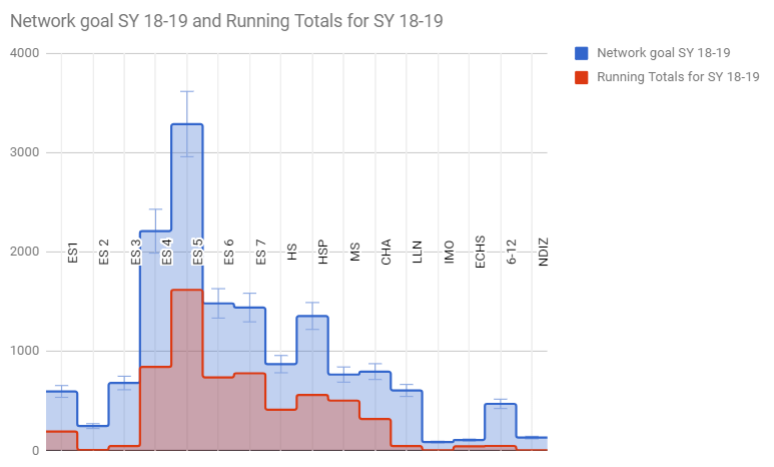 Network goal SY 18-19 and Running Totals for SY 18-19
4000
3000
2000
1000
0
ES1
ES 2
ES 3
ES 4
ES 5
ES 6
ES 7
HS
HSP
MS
CHA
LLN
IMO
ECHS
6-12
NDIZ
Network goal SY 18-19
Running Totals for SY 18-19